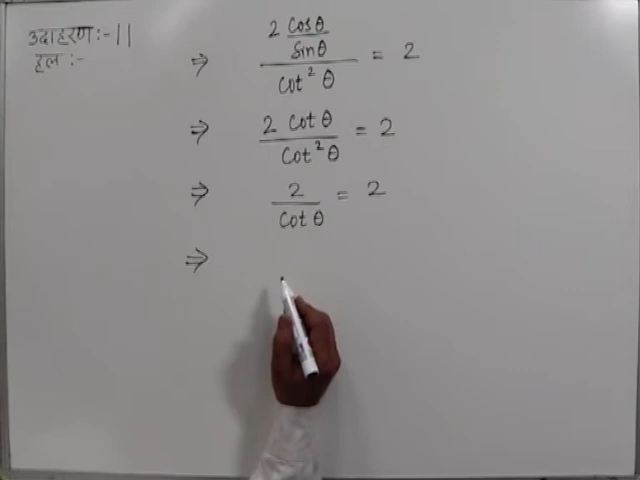 उदाहरण:- 11
हल :-
⇒ (2 cosθ/sinθ)/cot²θ = 2
⇒ 2 cotθ/cot²θ = 2
⇒ 2/cotθ = 2
⇒